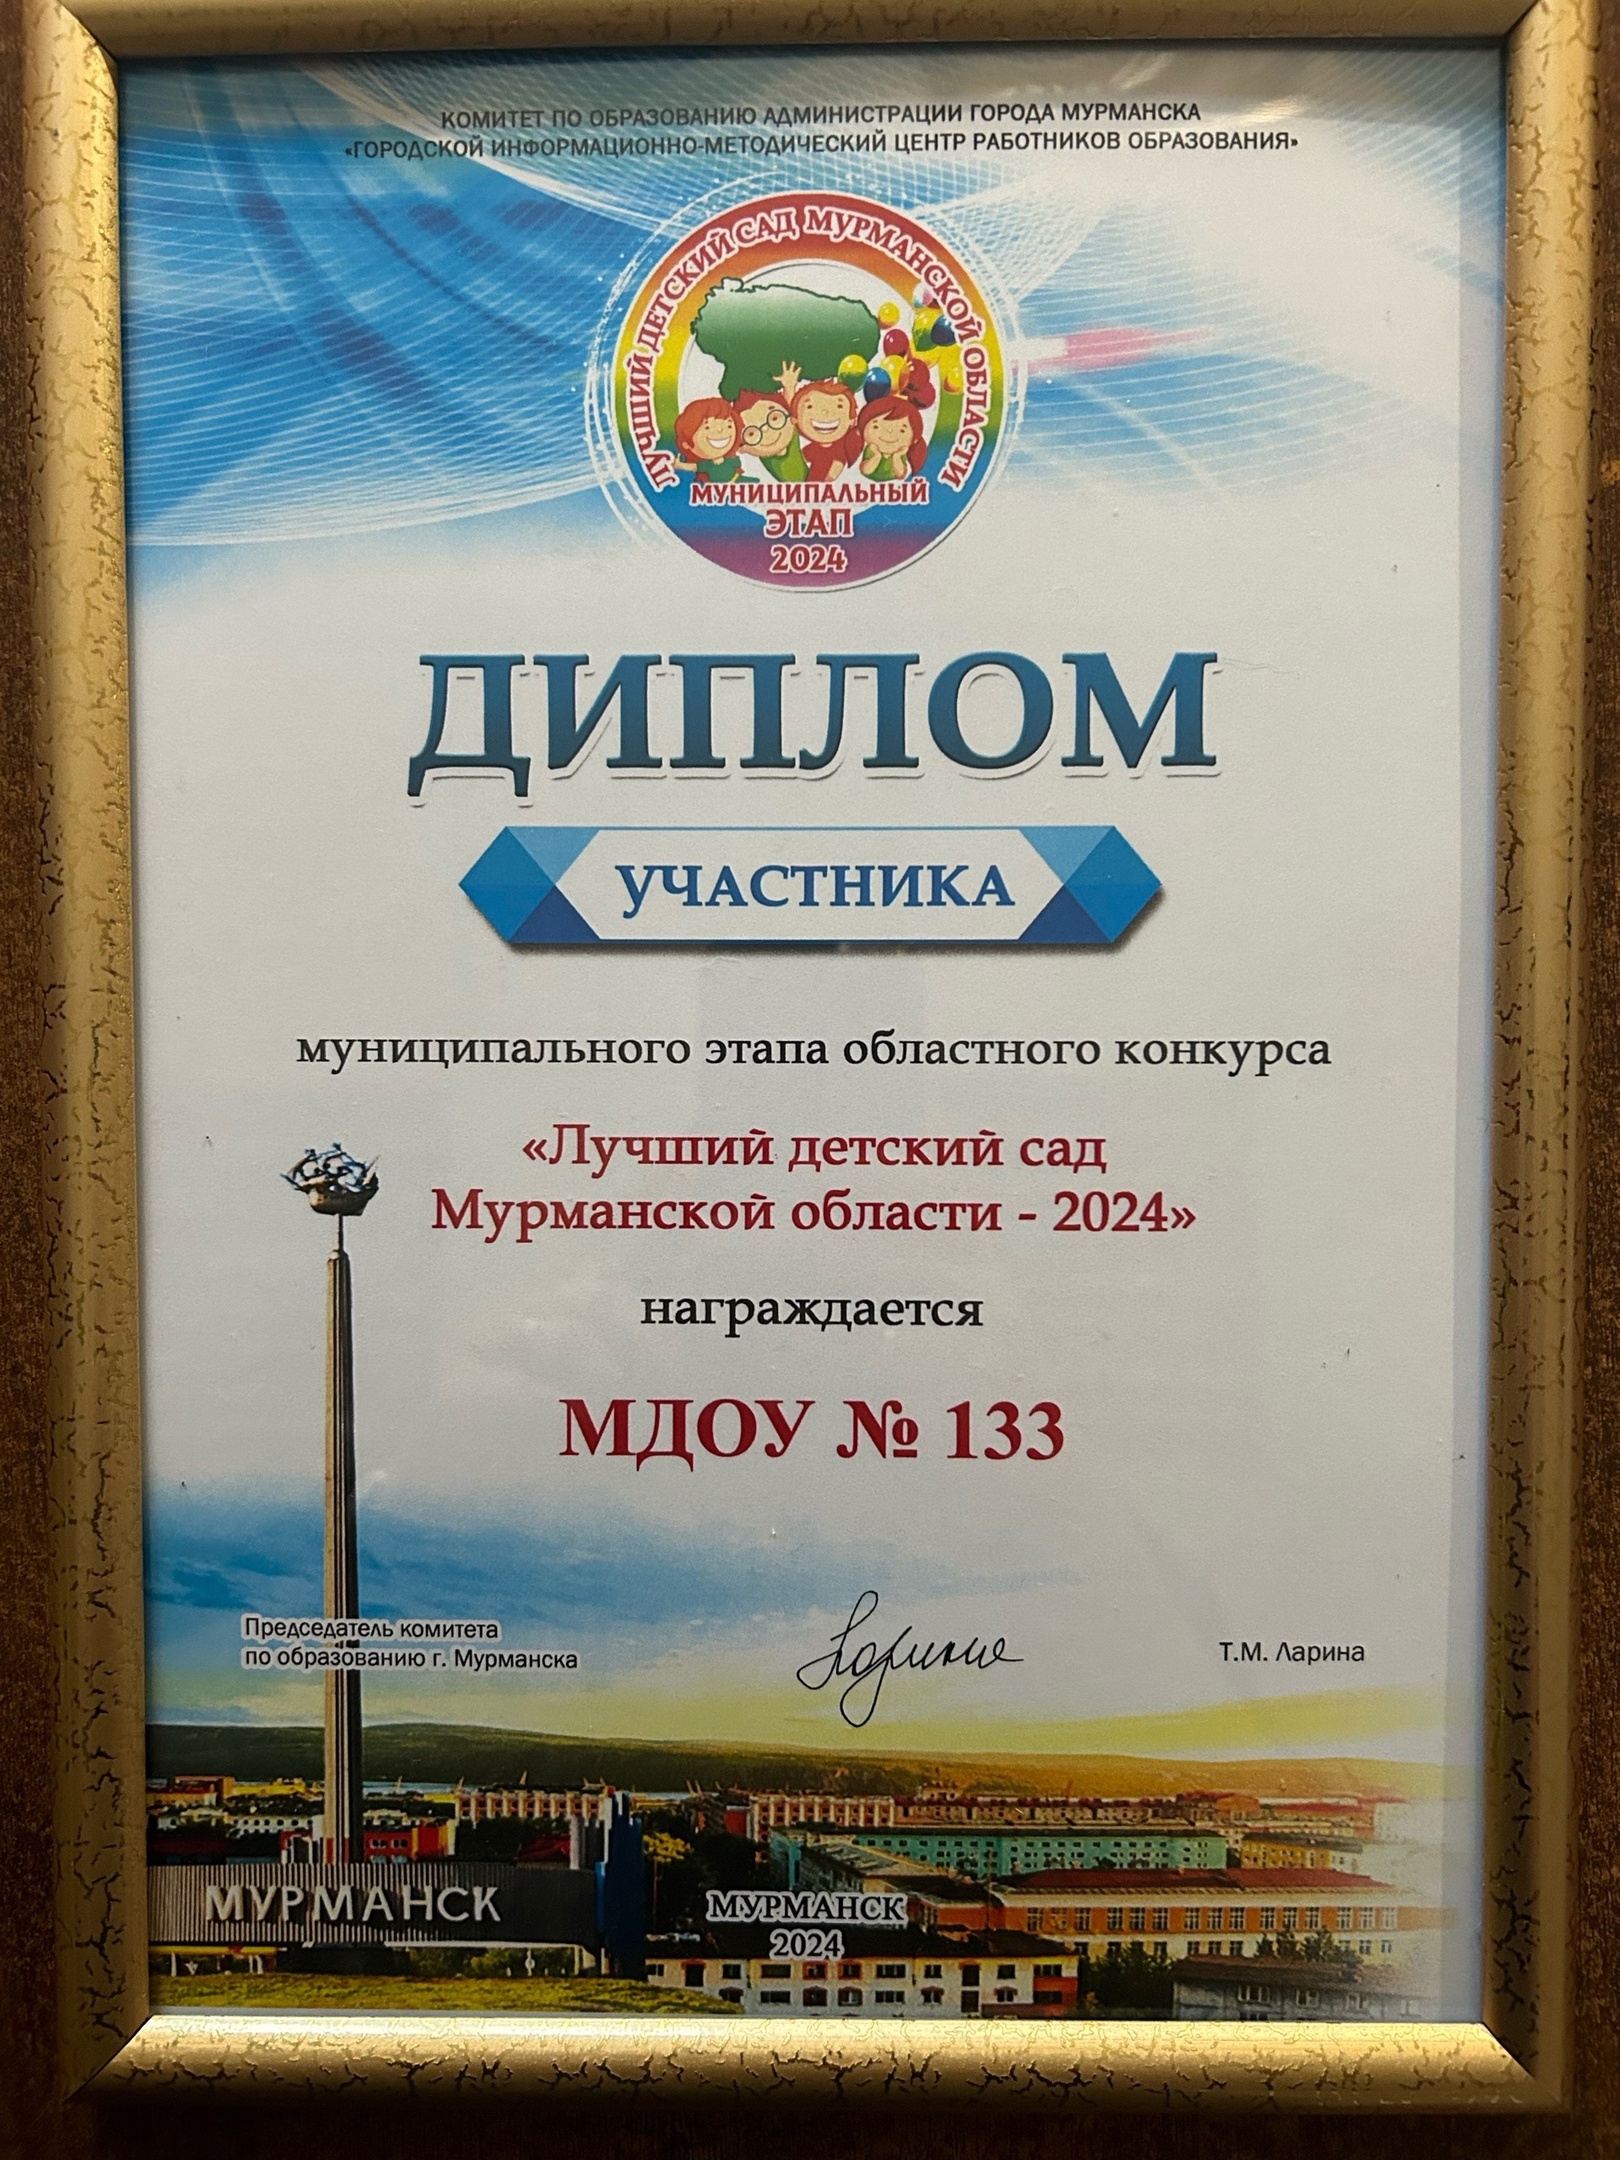 КОМИТЕТ ПО ОБРАЗОВАНИЮ АДМИНИСТРАЦИИ ГОРОДА МУРМАНСКА
«ГОРОДСКОЙ ИНФОРМАЦИОННО-МЕТОДИЧЕСКИЙ ЦЕНТР РАБОТНИКОВ ОБРАЗОВАНИЯ»
ЛУЧШИЙ ДЕТСКИЙ САД МУРМАНСКОЙ ОБЛАСТИ
МУНИЦИПАЛЬНЫЙ
ЭТАП
2024
ДИПЛОМ
УЧАСТНИКА
муниципального этапа областного конкурса
«Лучший детский сад
Мурманской области - 2024»
награждается
МДОУ № 133
Председатель комитета
по образованию г. Мурманска
Ларина
Т.М. Ларина
МУРМАНСК
МУРМАНСК
2024